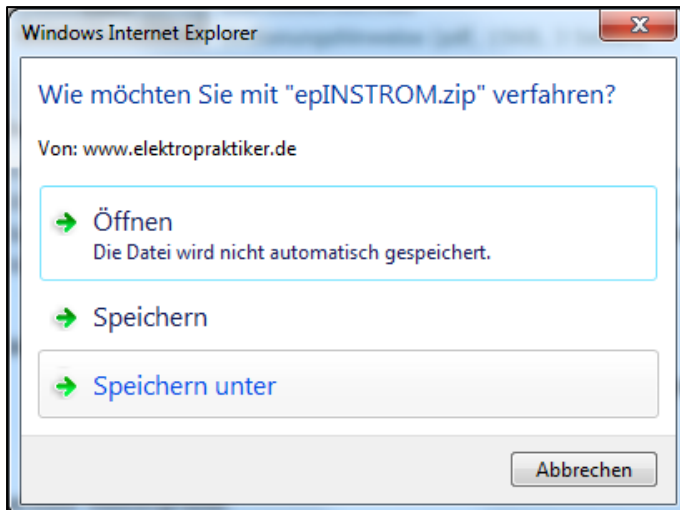 Windows Internet Explorer
Wie möchten Sie mit "epINSTROM.zip" verfahren?
Von: www.elektropraktiker.de
Öffnen
Die Datei wird nicht automatisch gespeichert.
Speichern
Speichern unter
Abbrechen